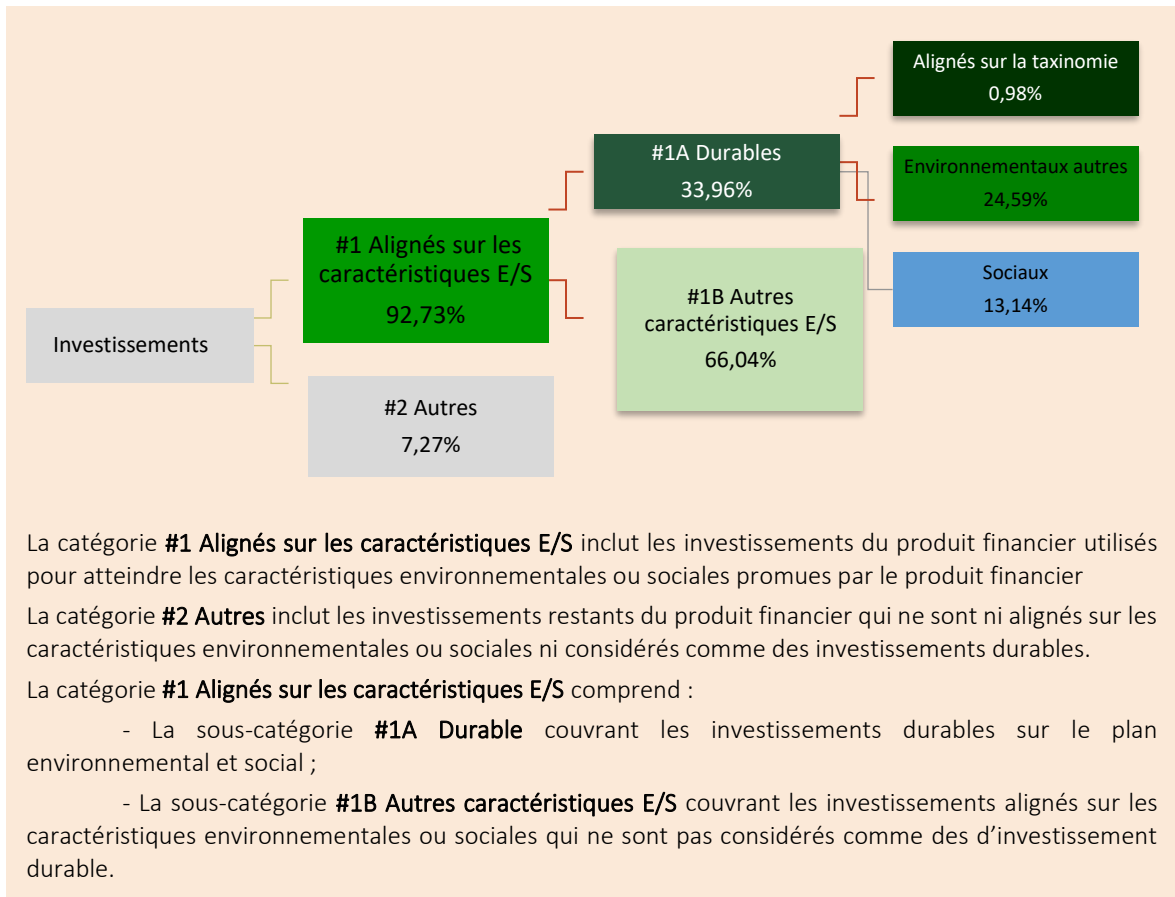 Alignés sur la taxinomie
0,98%
#1A Durables
33,96%
Environnementaux autres
24,59%
#1 Alignés sur les
caractéristiques E/S
92,73%
Sociaux
13,14%
#1B Autres
caractéristiques E/S
66,04%
Investissements
#2 Autres
7,27%
La catégorie #1 Alignés sur les caractéristiques E/S inclut les investissements du produit financier utilisés
pour atteindre les caractéristiques environnementales ou sociales promues par le produit financier
La catégorie #2 Autres inclut les investissements restants du produit financier qui ne sont ni alignés sur les
caractéristiques environnementales ou sociales ni considérés comme des investissements durables.
La catégorie #1 Alignés sur les caractéristiques E/S comprend :
- La sous-catégorie #1A Durable couvrant les investissements durables sur le plan
environnemental et social ;
- La sous-catégorie #1B Autres caractéristiques E/S couvrant les investissements alignés sur les
caractéristiques environnementales ou sociales qui ne sont pas considérés comme des d’investissement
durable.